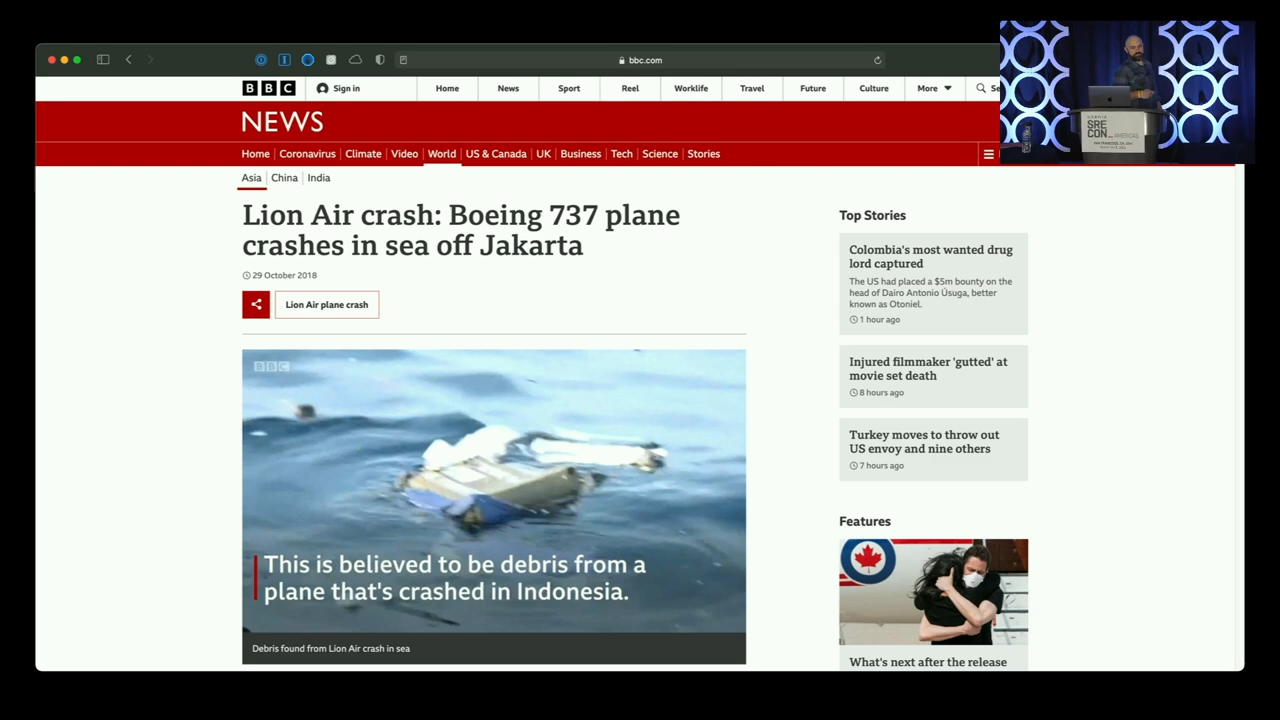 bbc.com
BBC
Sign in
Home
News
Sport
Reel
Worklife
Travel
Future
Culture
More
NEWS
Home
Coronavirus
Climate
Video
World
US & Canada
UK
Business
Tech
Science
Stories
Asia
China
India
Lion Air crash: Boeing 737 plane
crashes in sea off Jakarta
29 October 2018
Lion Air plane crash
BBC
This is believed to be debris from a
plane that's crashed in Indonesia.
Debris found from Lion Air crash in sea
Top Stories
Colombia's most wanted drug
lord captured
The US had placed a $5m bounty on the
head of Dairo Antonio Úsuga, better
known as Otoniel.
1 hour ago
Injured filmmaker 'gutted' at
movie set death
8 hours ago
Turkey moves to throw out
US envoy and nine others
7 hours ago
Features
What's next after the release
SRE
CON
AMERICAS